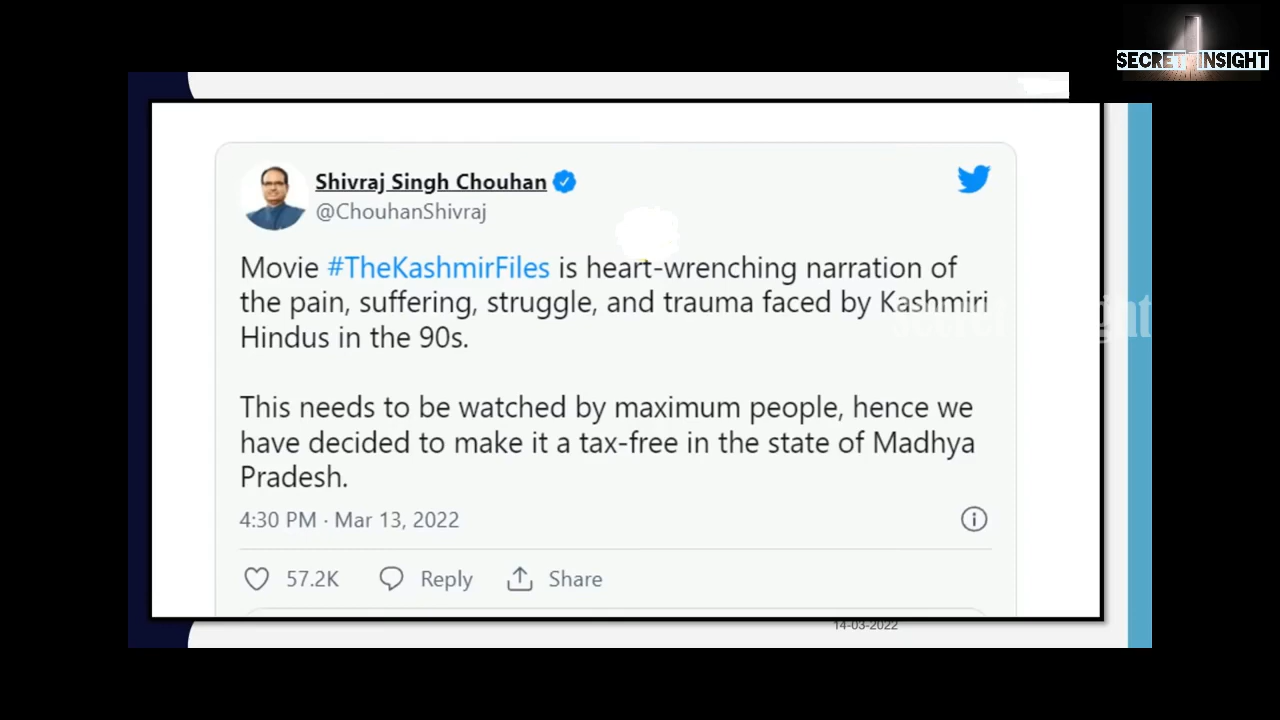 SECRET INSIGHT
Shivraj Singh Chouhan
@ChouhanShivraj
Movie #TheKashmirFiles is heart-wrenching narration of
the pain, suffering, struggle, and trauma faced by Kashmiri
Hindus in the 90s.
This needs to be watched by maximum people, hence we
have decided to make it a tax-free in the state of Madhya
Pradesh.
4:30 PM · Mar 13, 2022
57.2K Reply Share
14-03-2022